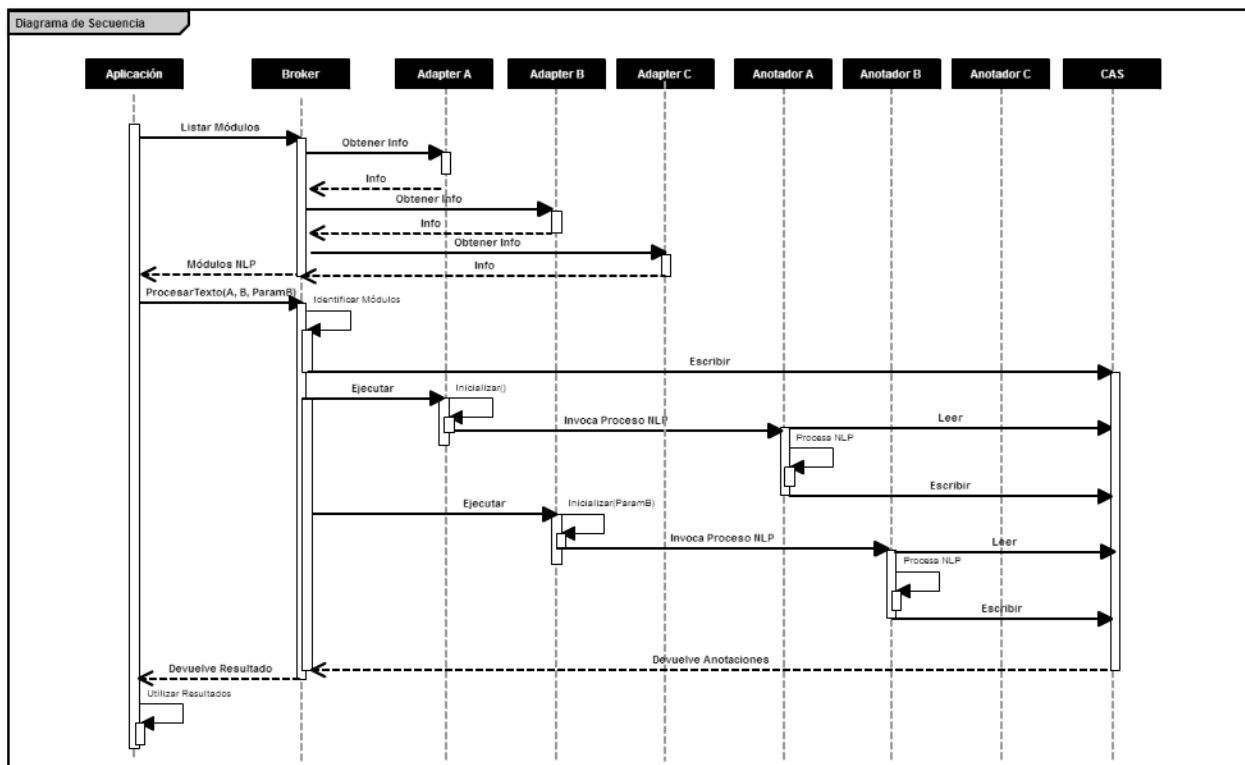 Diagrama de Secuencia
Aplicación
Broker
Adapter A
Adapter B
Adapter C
Anotador A
Anotador B
Anotador C
CAS
Listar Módulos
Obtener Info
Info
Obtener Info
Info
Obtener Info
Info
Módulos NLP
ProcesarTexto(A, B, ParamB)
Identificar Módulos
Escribir
Ejecutar
Inicializar()
Invoca Proceso NLP
Leer
Procesa NLP
Escribir
Ejecutar
Inicializar(ParamB)
Invoca Proceso NLP
Leer
Procesa NLP
Escribir
Devuelve Anotaciones
Devuelve Resultado
Utilizar Resultados